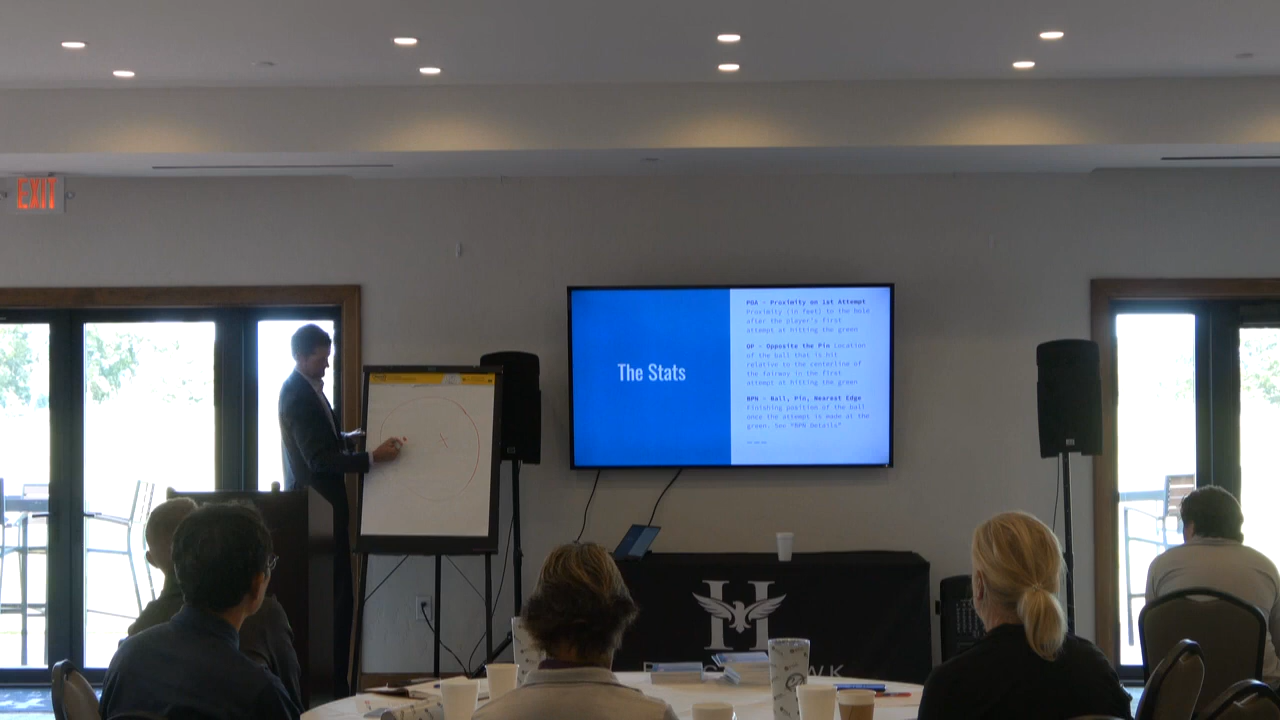 EXIT
The Stats
POA - Proximity on 1st Attempt
Proximity (in feet) to the hole
after the player's first
attempt at hitting the green
OP - Opposite the Pin Location
of the ball that is hit
relative to the centerline of
the fairway in the first
attempt at hitting the green
BPN - Ball, Pin, Nearest Edge
Finishing position of the ball
once the attempt is made at the
green. See "BPN Details"
H